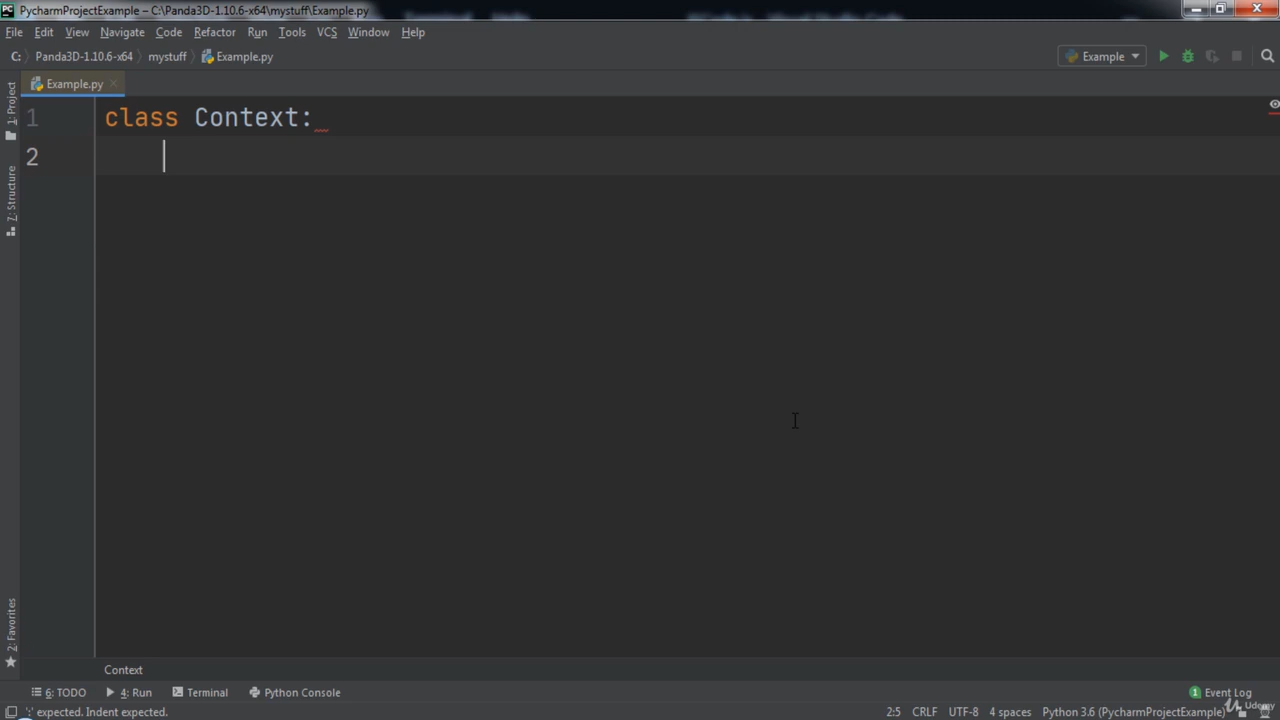 PycharmProjectExample – C:\Panda3D-1.10.6-x64\mystuff\Example.py
File Edit View Navigate Code Refactor Run Tools VCS Window Help
C: Panda3D-1.10.6-x64 mystuff Example.py Example
1: Project
Example.py
1 class Context:
2
7: Structure
2: Favorites
Context
6: TODO 4: Run Terminal Python Console 1 Event Log
':' expected. Indent expected. 2:5 CRLF UTF-8 4 spaces Python 3.6 (PycharmProjectExample)
Udemy